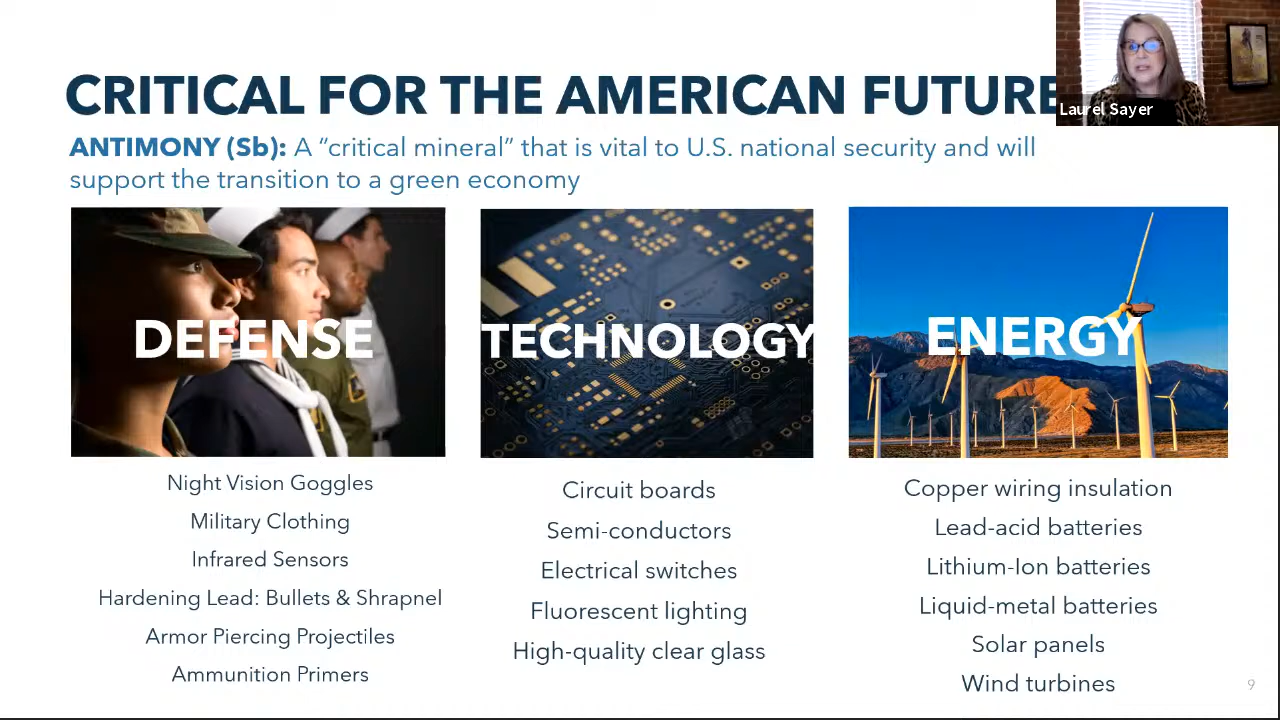 CRITICAL FOR THE AMERICAN FUTURE
Laurel Sayer
ANTIMONY (Sb): A “critical mineral” that is vital to U.S. national security and will
support the transition to a green economy
DEFENSE
Night Vision Goggles
Military Clothing
Infrared Sensors
Hardening Lead: Bullets & Shrapnel
Armor Piercing Projectiles
Ammunition Primers
TECHNOLOGY
Circuit boards
Semi-conductors
Electrical switches
Fluorescent lighting
High-quality clear glass
ENERGY
Copper wiring insulation
Lead-acid batteries
Lithium-Ion batteries
Liquid-metal batteries
Solar panels
Wind turbines
9